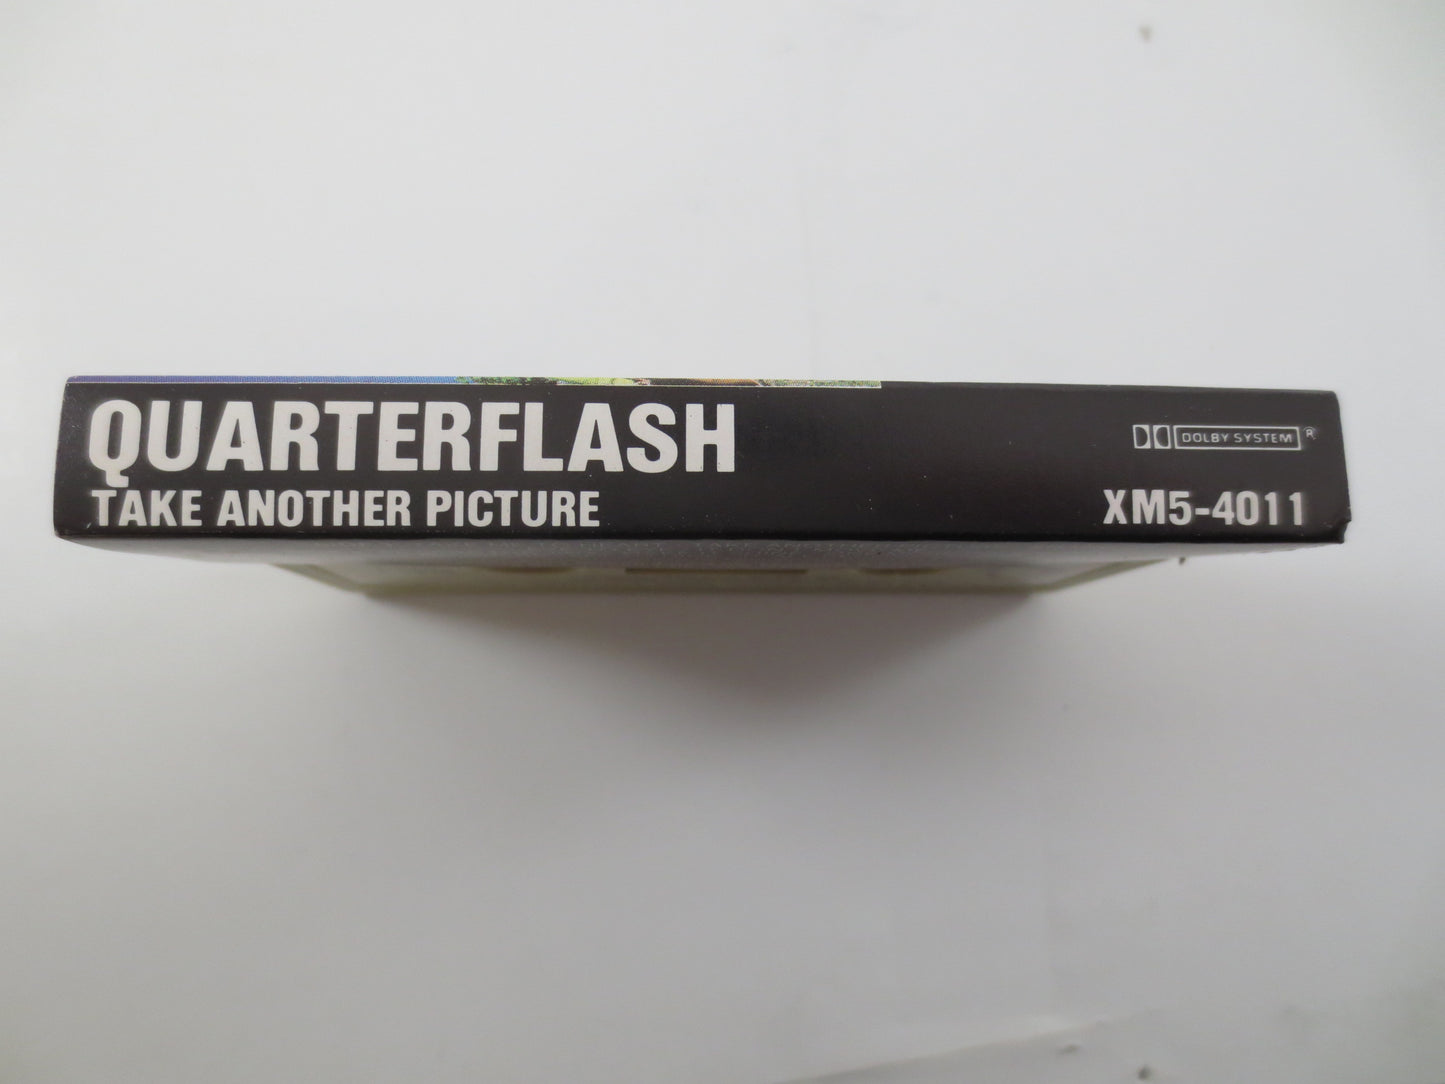 QUARTERFLASH
DOLBY SYSTEM ®
TAKE ANOTHER PICTURE
XM5-4011